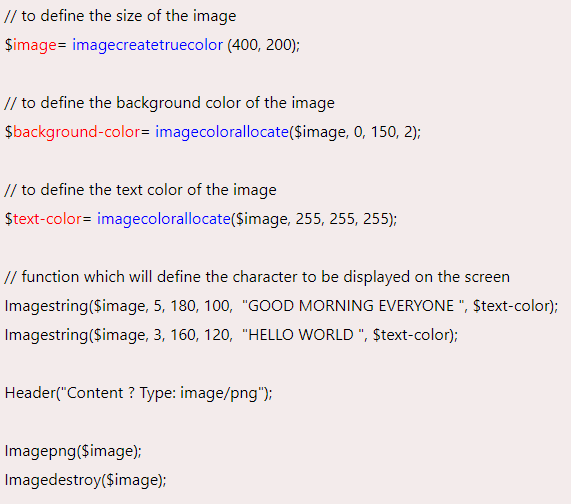 // to define the size of the image
$image= imagecreatetruecolor (400, 200);
// to define the background color of the image
$background-color= imagecolorallocate($image, 0, 150, 2);
// to define the text color of the image
$text-color= imagecolorallocate($image, 255, 255, 255);
// function which will define the character to be displayed on the screen
Imagestring($image, 5, 180, 100,  "GOOD MORNING EVERYONE ", $text-color);
Imagestring($image, 3, 160, 120,  "HELLO WORLD ", $text-color);
Header("Content ? Type: image/png");
Imagepng($image);
Imagedestroy($image);